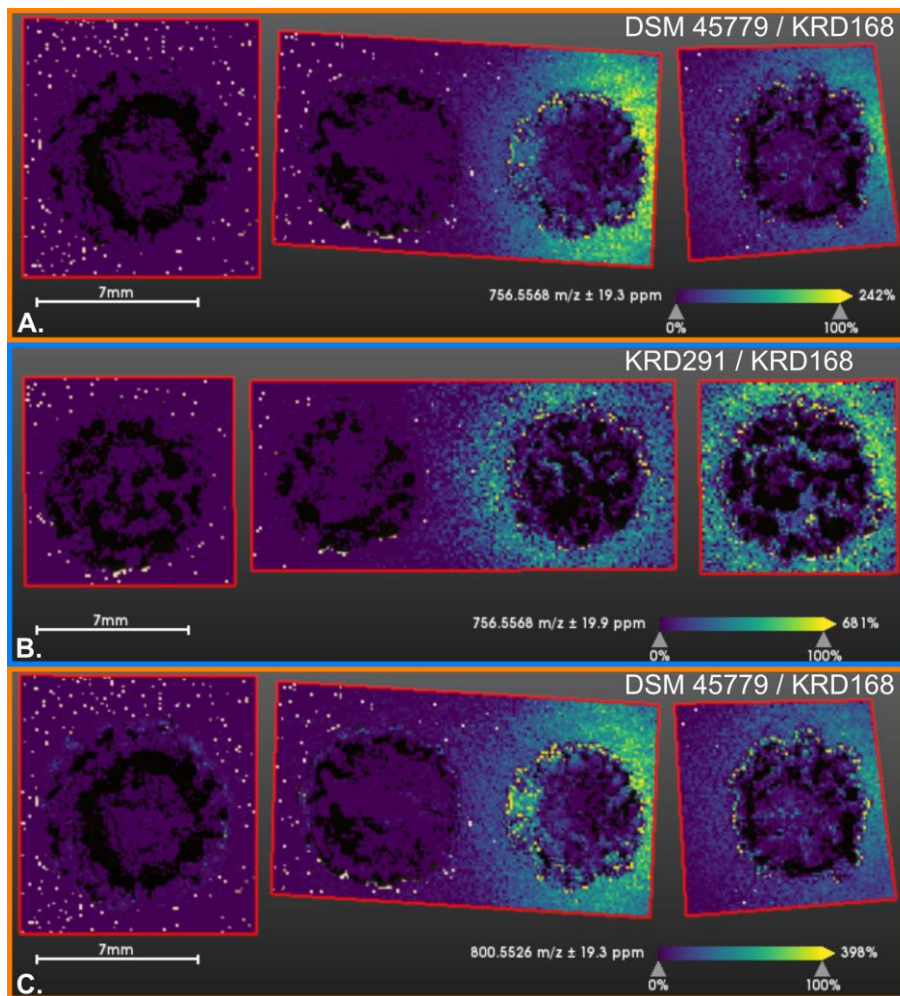 DSM 45779 / KRD168
7mm
756.5568 m/z ± 19.3 ppm
242%
0%
100%
A.
KRD291 / KRD168
7mm
756.5568 m/z ± 19.9 ppm
681%
0%
100%
B.
DSM 45779 / KRD168
7mm
800.5526 m/z ± 19.3 ppm
398%
0%
100%
C.